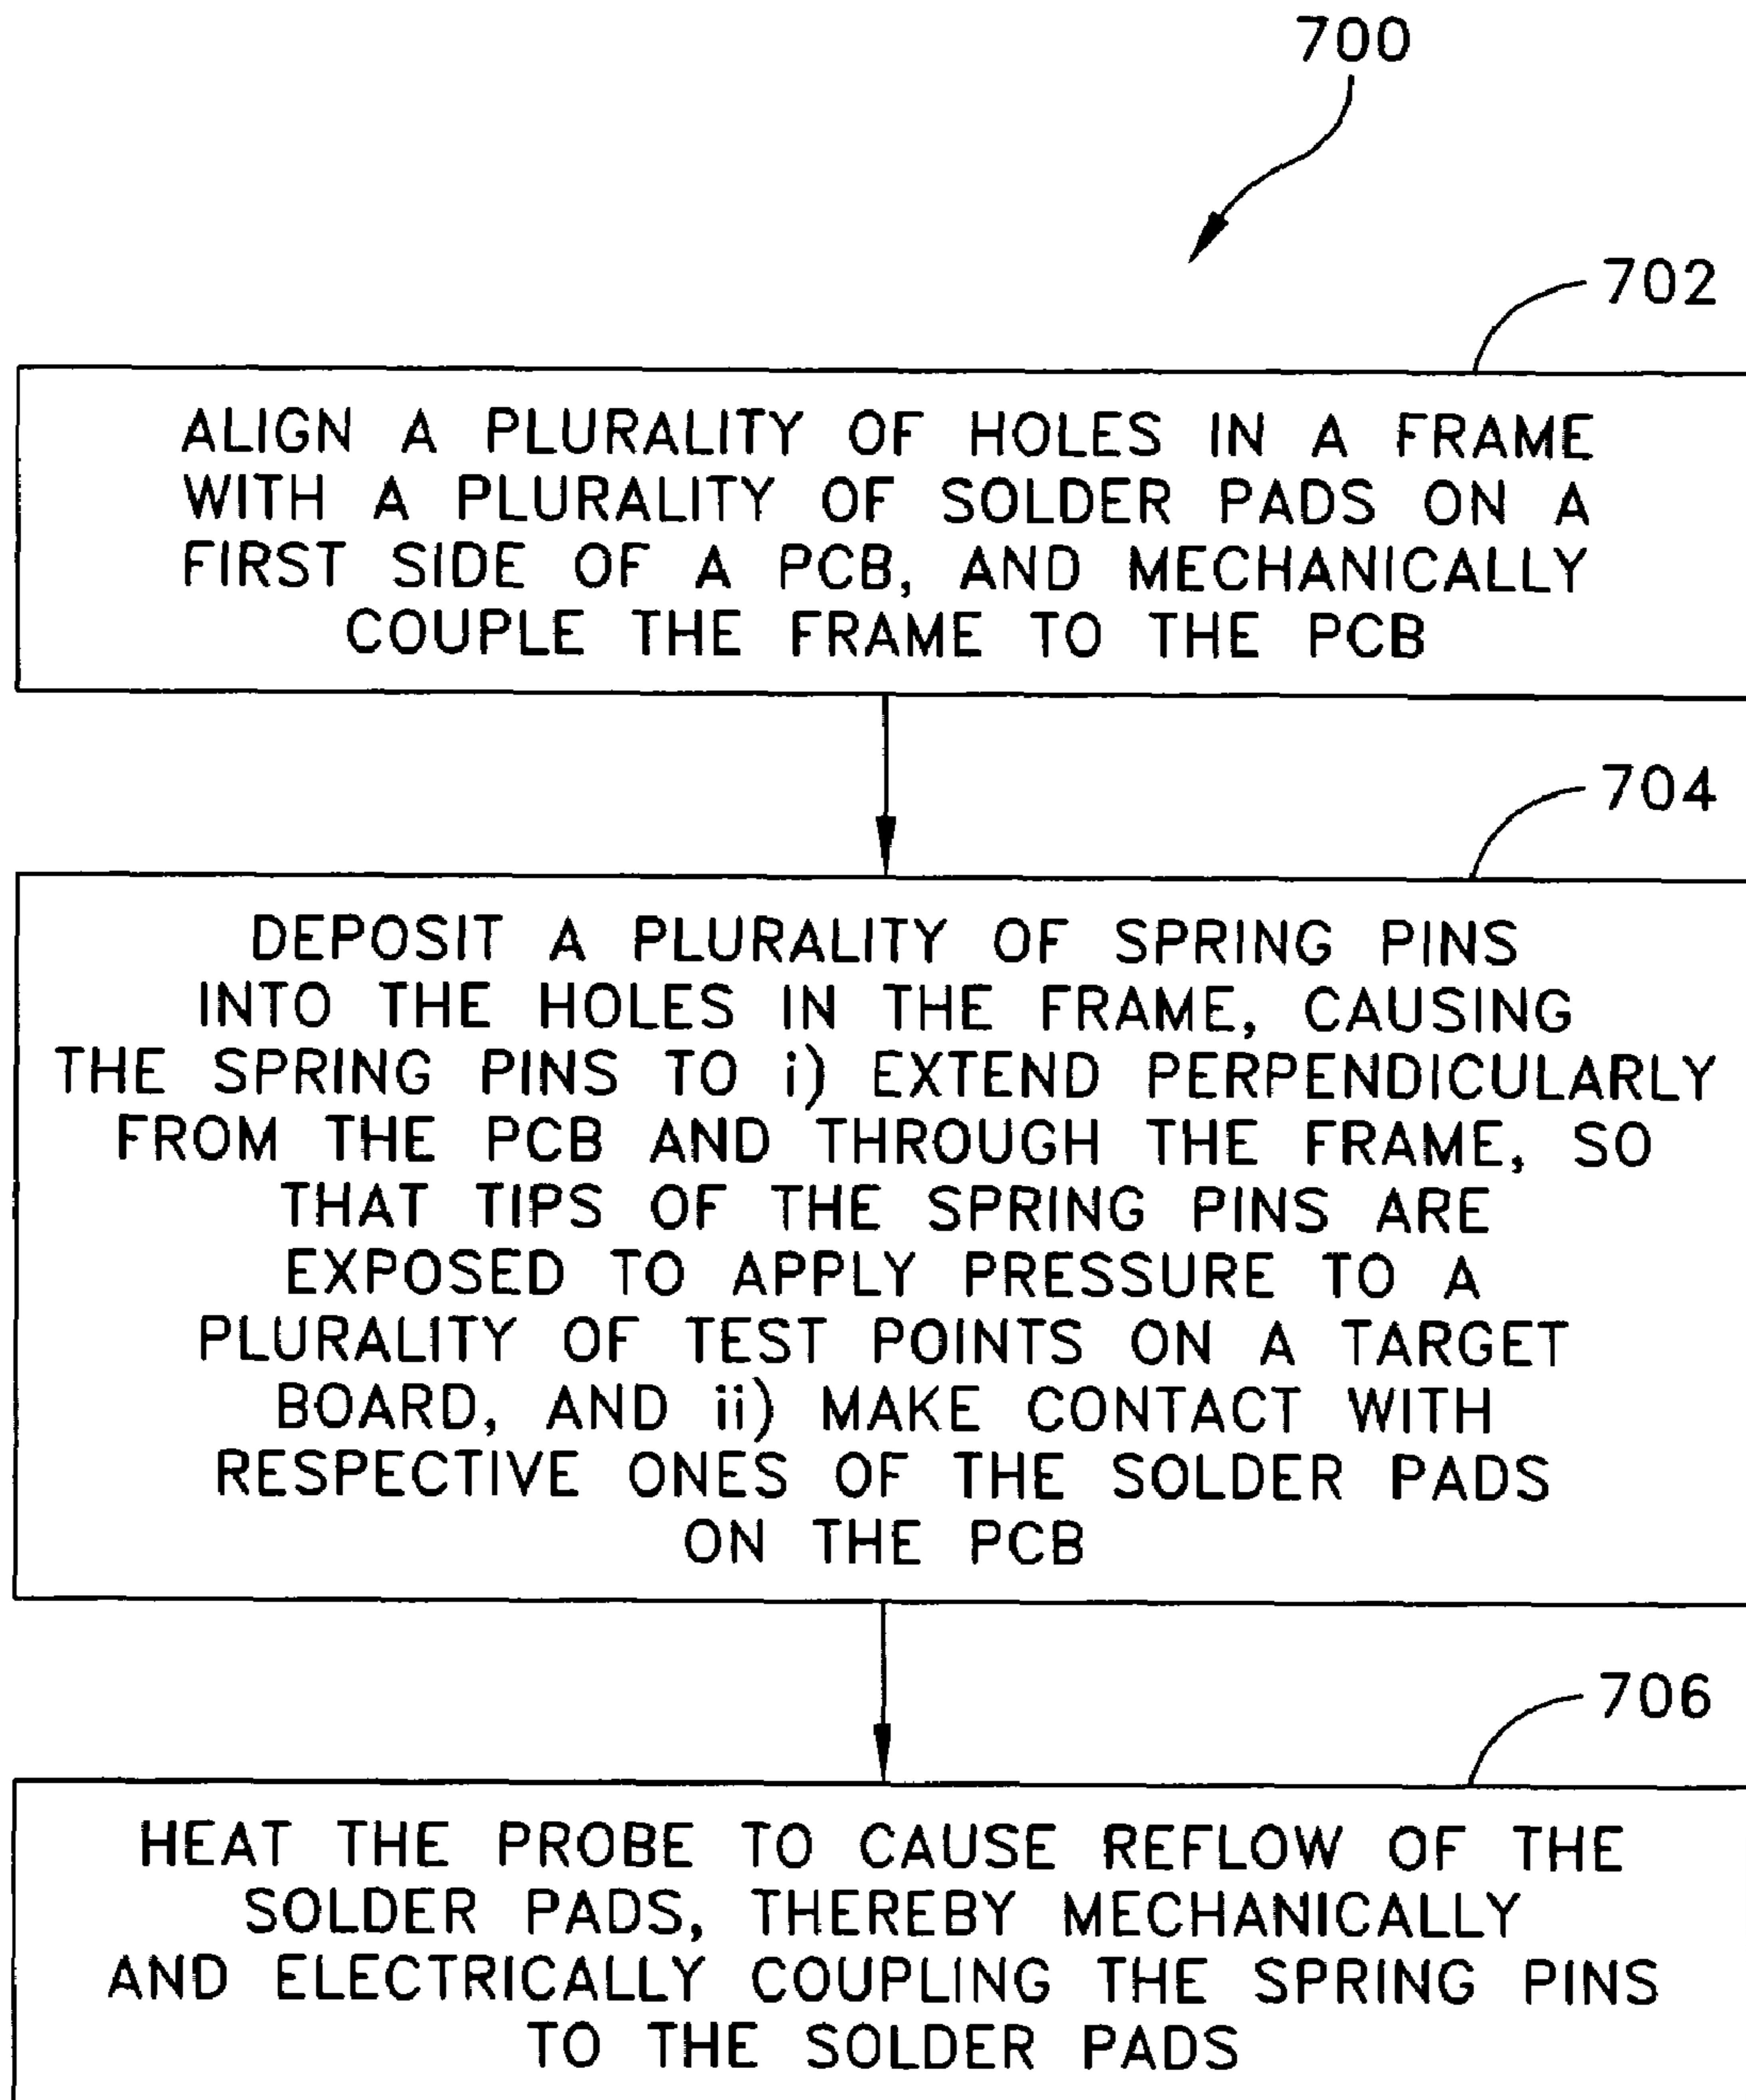 700
702
ALIGN A PLURALITY OF HOLES IN A FRAME
WITH A PLURALITY OF SOLDER PADS ON A
FIRST SIDE OF A PCB, AND MECHANICALLY
COUPLE THE FRAME TO THE PCB
704
DEPOSIT A PLURALITY OF SPRING PINS
INTO THE HOLES IN THE FRAME, CAUSING
THE SPRING PINS TO i) EXTEND PERPENDICULARLY
FROM THE PCB AND THROUGH THE FRAME, SO
THAT TIPS OF THE SPRING PINS ARE
EXPOSED TO APPLY PRESSURE TO A
PLURALITY OF TEST POINTS ON A TARGET
BOARD, AND ii) MAKE CONTACT WITH
RESPECTIVE ONES OF THE SOLDER PADS
ON THE PCB
706
HEAT THE PROBE TO CAUSE REFLOW OF THE
SOLDER PADS, THEREBY MECHANICALLY
AND ELECTRICALLY COUPLING THE SPRING PINS
TO THE SOLDER PADS